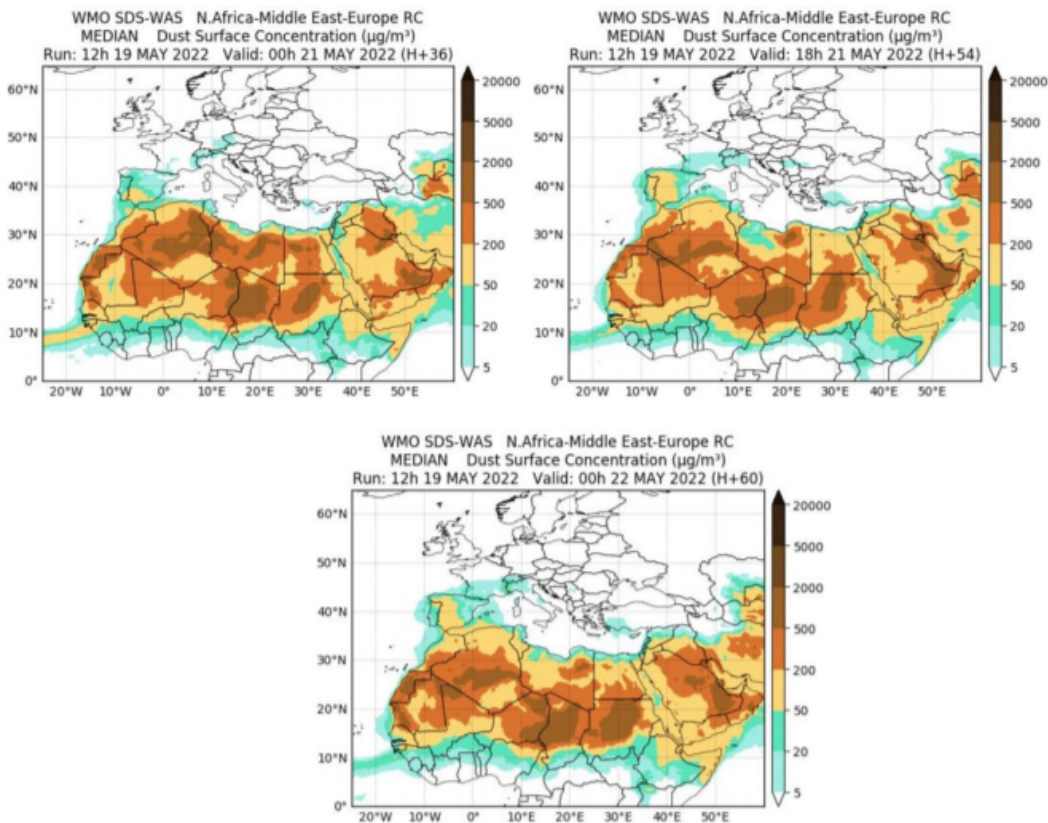 WMO SDS-WAS   N.Africa-Middle East-Europe RC
MEDIAN    Dust Surface Concentration (µg/m³)
Run: 12h 19 MAY 2022   Valid: 00h 21 MAY 2022 (H+36)
60°N
50°N
40°N
30°N
20°N
10°N
0°
20°W 10°W 0°E 10°E 20°E 30°E 40°E 50°E
20000
5000
2000
500
200
50
20
5
WMO SDS-WAS   N.Africa-Middle East-Europe RC
MEDIAN    Dust Surface Concentration (µg/m³)
Run: 12h 19 MAY 2022   Valid: 18h 21 MAY 2022 (H+54)
60°N
50°N
40°N
30°N
20°N
10°N
0°
20°W 10°W 0°E 10°E 20°E 30°E 40°E 50°E
20000
5000
2000
500
200
50
20
5
WMO SDS-WAS   N.Africa-Middle East-Europe RC
MEDIAN    Dust Surface Concentration (µg/m³)
Run: 12h 19 MAY 2022   Valid: 00h 22 MAY 2022 (H+60)
60°N
50°N
40°N
30°N
20°N
10°N
0°
20°W 10°W 0°E 10°E 20°E 30°E 40°E 50°E
20000
5000
2000
500
200
50
20
5